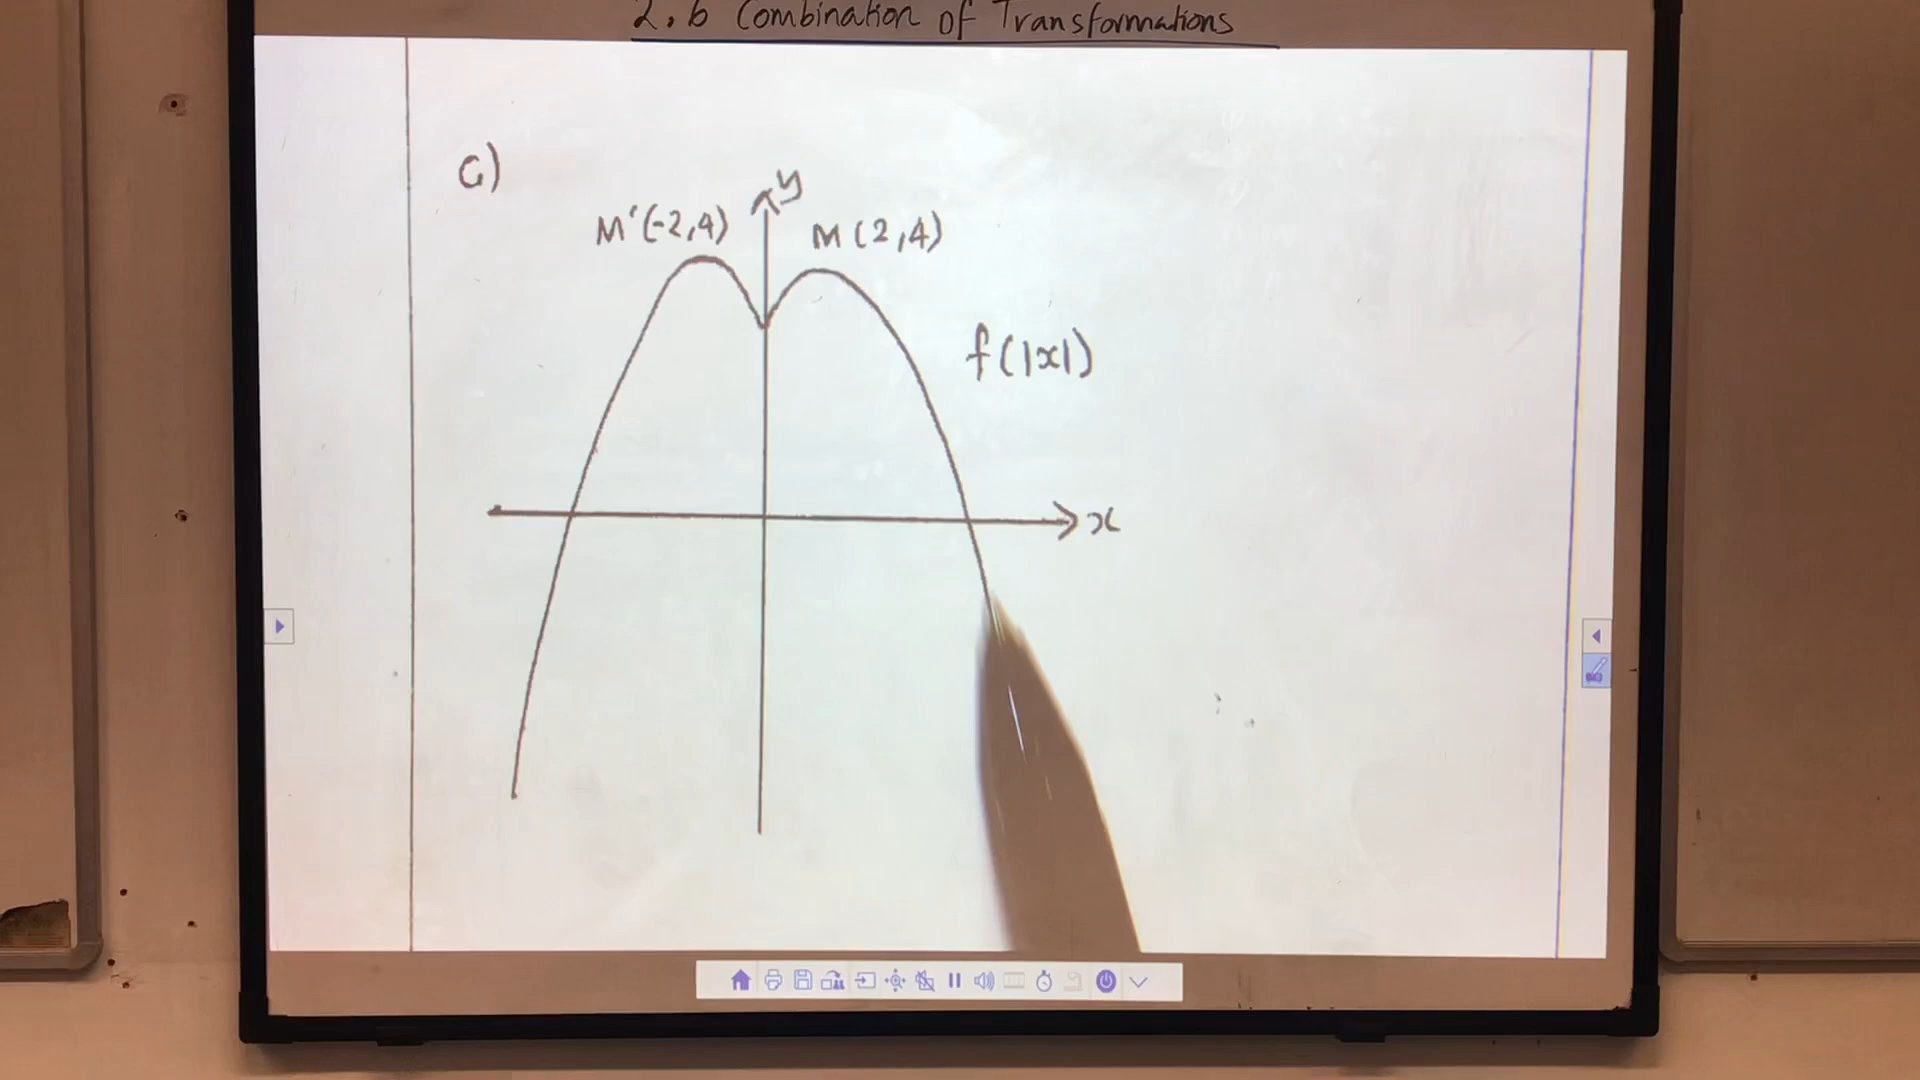 2.6 Combination of Transformations
c)
y
M'(-2,4)
M(2,4)
f(|x|)
x